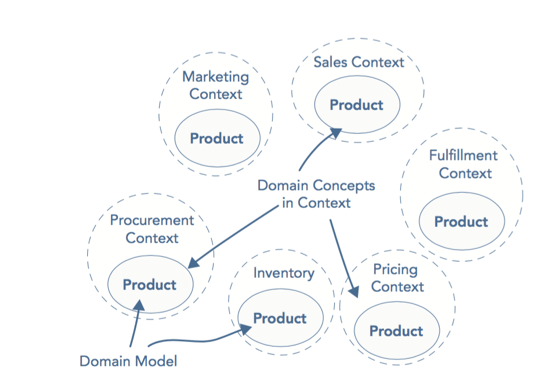 Marketing
Context
Product
Sales Context
Product
Fulfillment
Context
Product
Domain Concepts
in Context
Procurement
Context
Product
Inventory
Product
Pricing
Context
Product
Domain Model